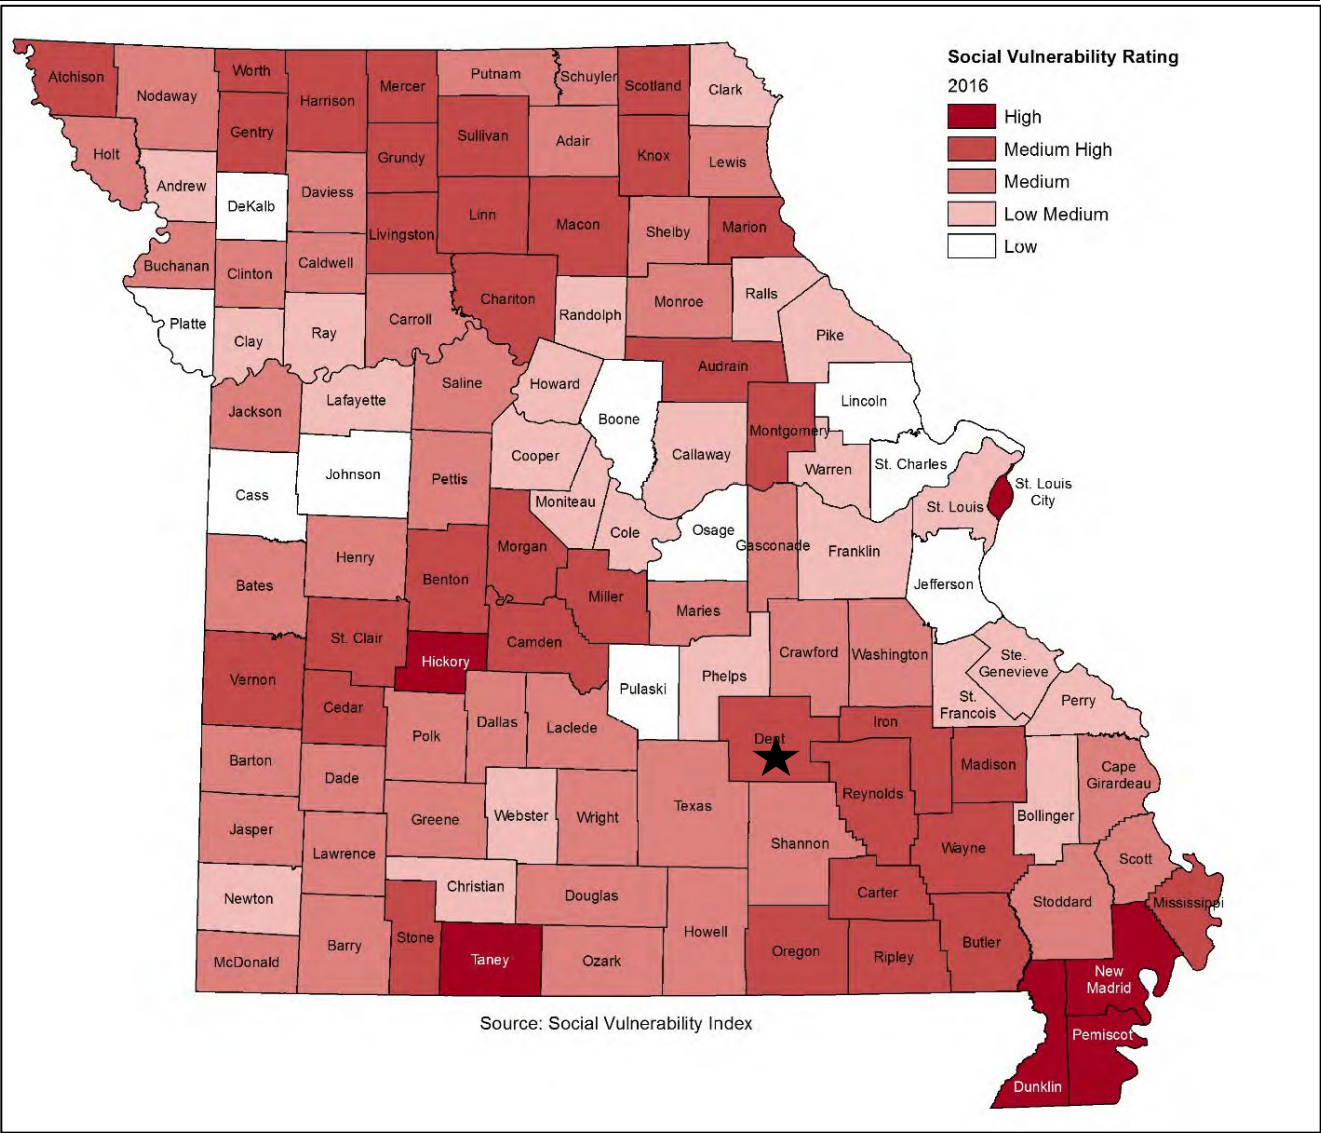 Social Vulnerability Rating
2016
High
Medium High
Medium
Low Medium
Low
Atchison
Nodaway
Worth
Harrison
Mercer
Putnam
Schuyler
Scotland
Clark
Gentry
Sullivan
Adair
Knox
Lewis
Holt
Andrew
DeKalb
Daviess
Grundy
Linn
Macon
Shelby
Marion
Livingston
Buchanan
Clinton
Caldwell
Chariton
Randolph
Monroe
Ralls
Pike
Platte
Clay
Ray
Carroll
Audrain
Jackson
Lafayette
Saline
Howard
Boone
Lincoln
Callaway
Montgomery
Cass
Johnson
Pettis
Cooper
Warren
St. Charles
Moniteau
Cole
Osage
Gasconade
Franklin
St. Louis
St. Louis
City
Jefferson
Bates
Henry
Benton
Morgan
Miller
Maries
Vernon
St. Clair
Hickory
Camden
Pulaski
Phelps
Crawford
Washington
Ste.
Genevieve
St.
Francois
Perry
Cedar
Polk
Dallas
Laclede
Dent
Iron
Madison
Barton
Dade
Texas
Reynolds
Bollinger
Cape
Girardeau
Jasper
Lawrence
Greene
Webster
Wright
Shannon
Wayne
Scott
Newton
Christian
Douglas
Howell
Carter
Stoddard
Mississippi
McDonald
Barry
Stone
Taney
Ozark
Oregon
Ripley
Butler
New
Madrid
Pemiscot
Dunklin
Source: Social Vulnerability Index